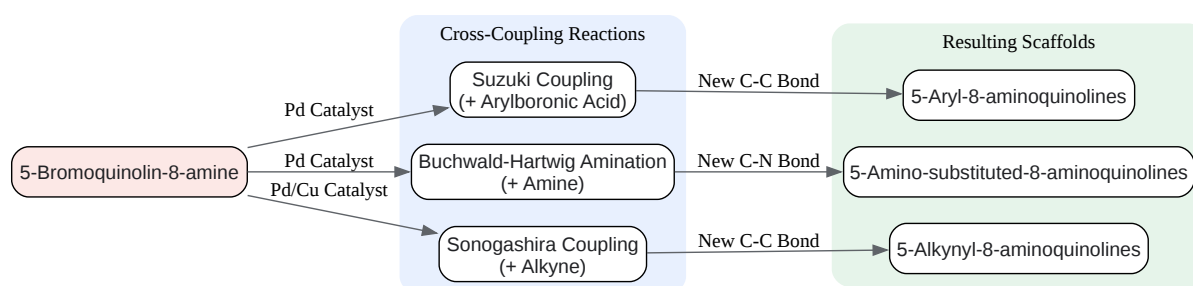 Cross-Coupling Reactions
Resulting Scaffolds
Suzuki Coupling
(+ Arylboronic Acid)
New C-C Bond
5-Aryl-8-aminoquinolines
Pd Catalyst
5-Bromoquinolin-8-amine
Pd Catalyst
Buchwald-Hartwig Amination
(+ Amine)
New C-N Bond
5-Amino-substituted-8-aminoquinolines
Pd/Cu Catalyst
Sonogashira Coupling
(+ Alkyne)
New C-C Bond
5-Alkynyl-8-aminoquinolines